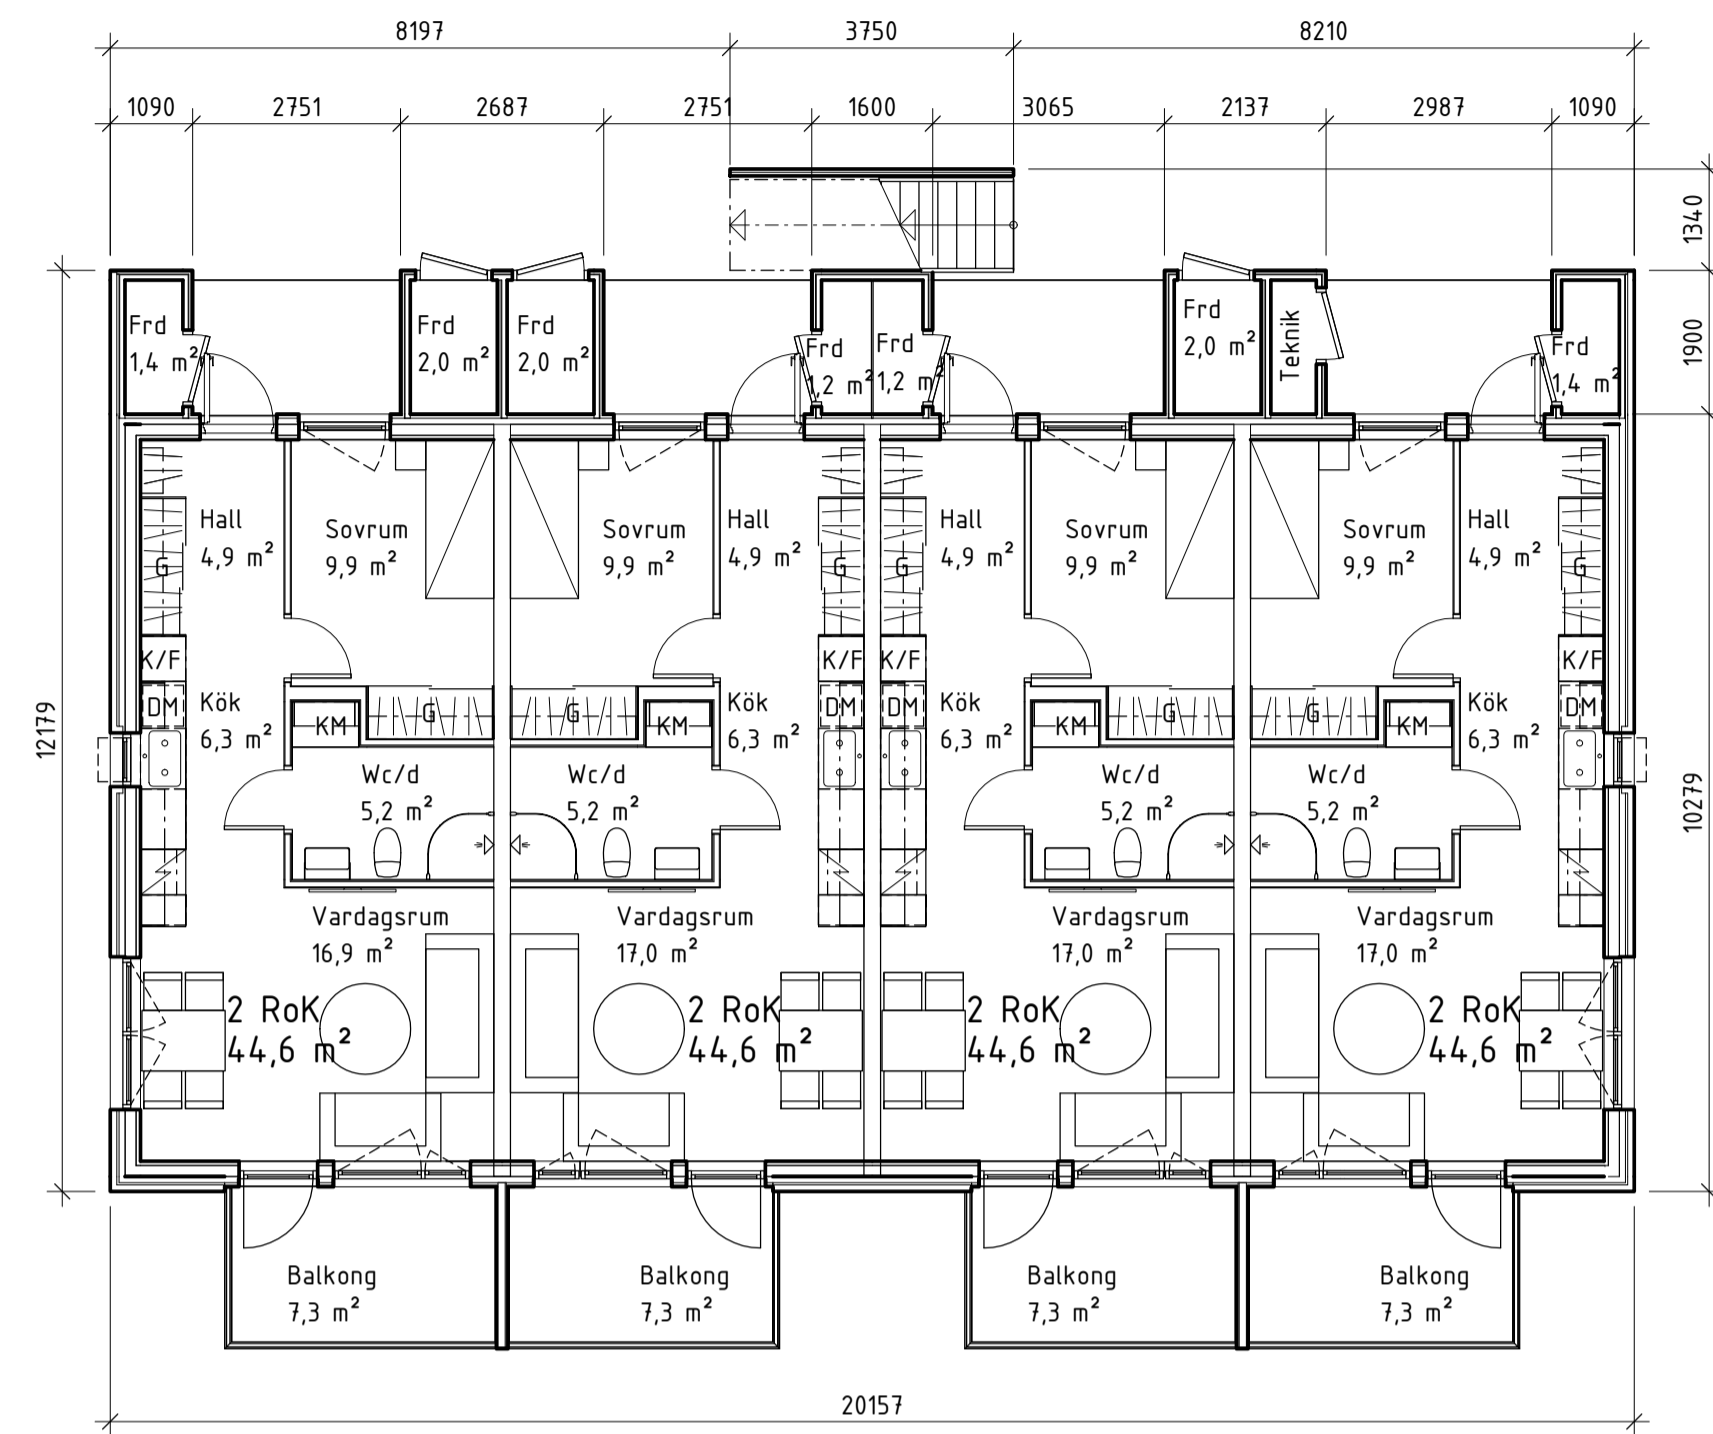 8197 3750 8210
1090 2751 2687 2751 1600 3065 2137 2987 1090
1340
1900
10279
12179
Frd
1,4 m²
Frd
2,0 m²
Frd
2,0 m²
Frd
1,2 m²
Frd
1,2 m²
Frd
2,0 m²
Teknik
Frd
1,4 m²
Hall
4,9 m²
Sovrum
9,9 m²
Sovrum
9,9 m²
Hall
4,9 m²
Hall
4,9 m²
Sovrum
9,9 m²
Sovrum
9,9 m²
Hall
4,9 m²
G G G G
K/F K/F K/F K/F
DM DM DM DM
Kök
6,3 m²
KM G G KM
Kök
6,3 m²
Kök
6,3 m²
KM G G KM
Kök
6,3 m²
Wc/d
5,2 m²
Wc/d
5,2 m²
Wc/d
5,2 m²
Wc/d
5,2 m²
Vardagsrum
16,9 m²
Vardagsrum
17,0 m²
Vardagsrum
17,0 m²
Vardagsrum
17,0 m²
2 RoK
44,6 m²
2 RoK
44,6 m²
2 RoK
44,6 m²
2 RoK
44,6 m²
Balkong
7,3 m²
Balkong
7,3 m²
Balkong
7,3 m²
Balkong
7,3 m²
20157